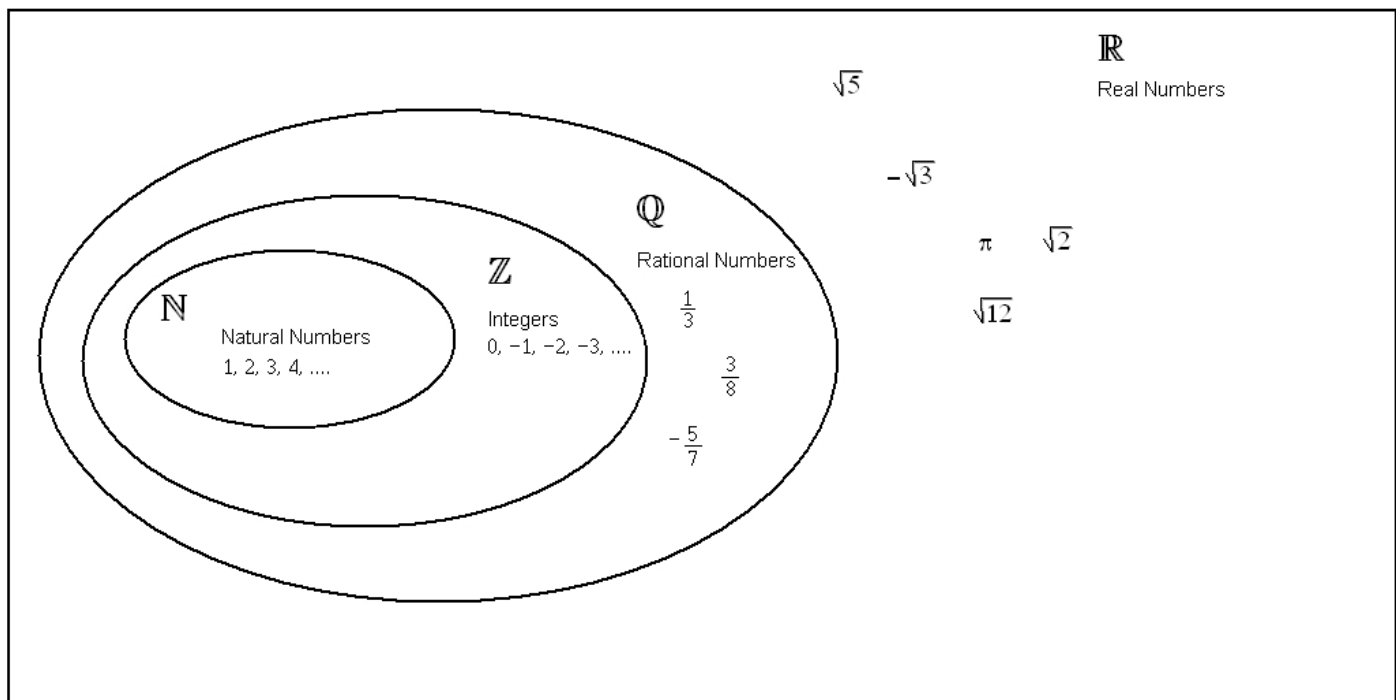 ℝ
√5
Real Numbers
−√3
ℚ
π √2
Rational Numbers
ℤ
1/3
ℕ
√12
Integers
Natural Numbers
0, −1, −2, −3, ....
1, 2, 3, 4, ....
3/8
−5/7